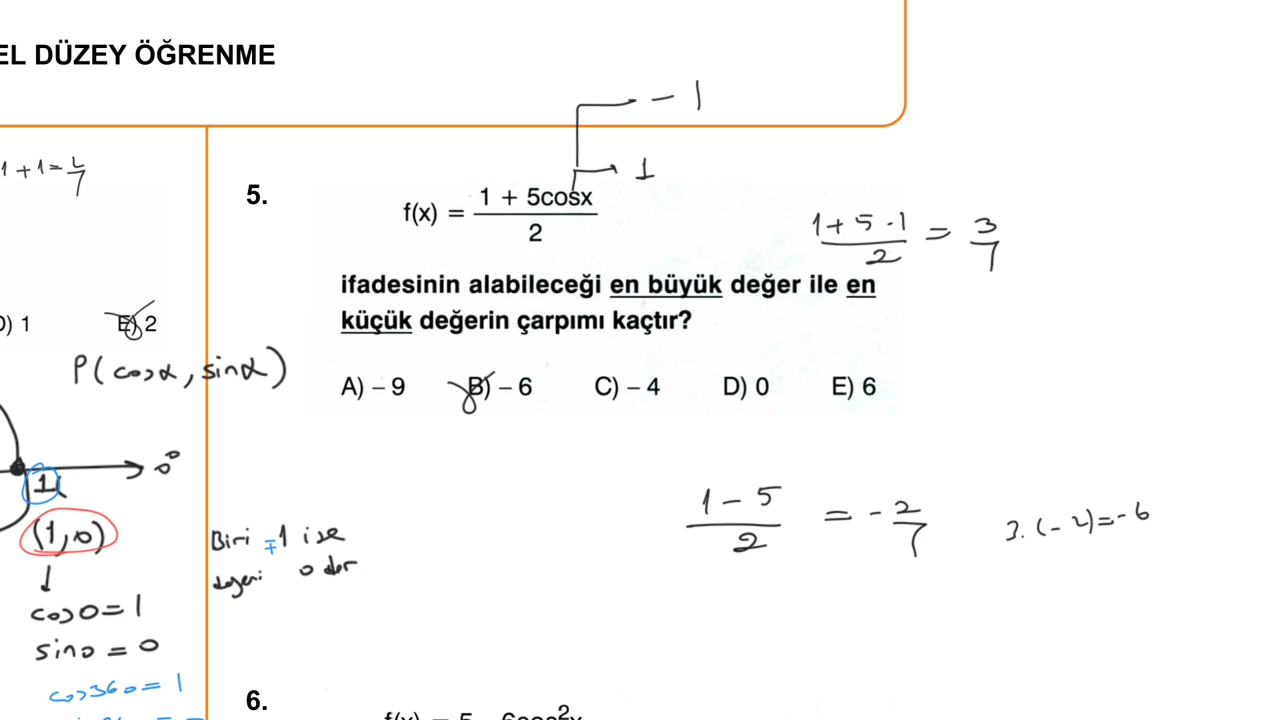 EL DÜZEY ÖĞRENME
1 + 1 =
D) 1 E) 2
P(cosα, sinα)
0°
1
(1,0)
cos0 = 1
sin0 = 0
cos360 = 1
Biri ∓1 ise
değeri 0 dır
-1
1
5.
f(x) = (1 + 5cosx)/2
ifadesinin alabileceği en büyük değer ile en
küçük değerin çarpımı kaçtır?
A) – 9 B) – 6 C) – 4 D) 0 E) 6
(1 + 5 · 1)/2 = 3
(1 - 5)/2 = -2
3.(-2) = -6
6.